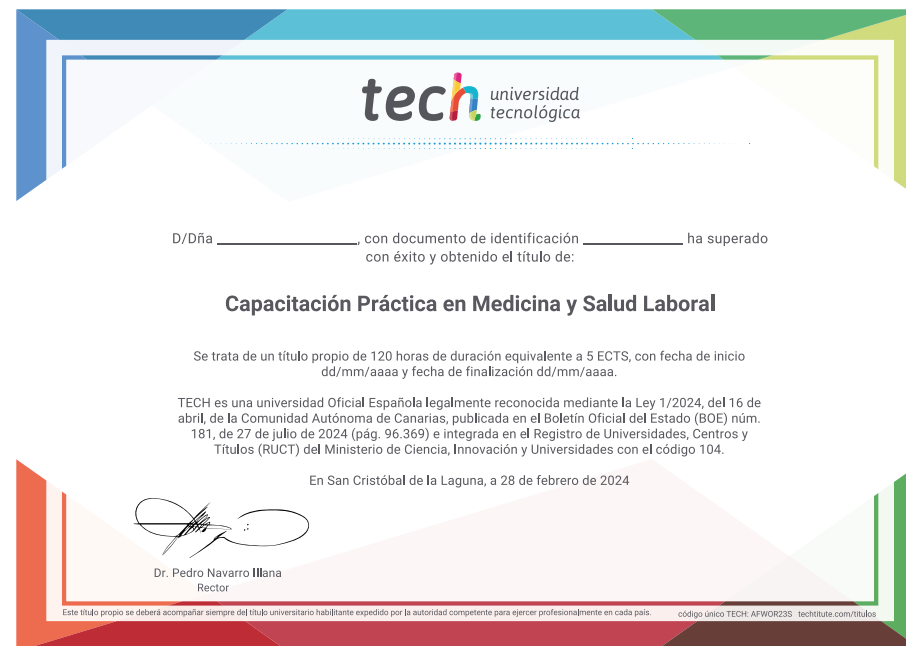 tech universidad
tecnológica
D/Dña ________________, con documento de identificación ____________ ha superado
con éxito y obtenido el título de:
Capacitación Práctica en Medicina y Salud Laboral
Se trata de un título propio de 120 horas de duración equivalente a 5 ECTS, con fecha de inicio
dd/mm/aaaa y fecha de finalización dd/mm/aaaa.
TECH es una universidad Oficial Española legalmente reconocida mediante la Ley 1/2024, del 16 de
abril, de la Comunidad Autónoma de Canarias, publicada en el Boletín Oficial del Estado (BOE) núm.
181, de 27 de julio de 2024 (pág. 96.369) e integrada en el Registro de Universidades, Centros y
Títulos (RUCT) del Ministerio de Ciencia, Innovación y Universidades con el código 104.
En San Cristóbal de la Laguna, a 28 de febrero de 2024
Dr. Pedro Navarro Illana
Rector
Este título propio se deberá acompañar siempre del título universitario habilitante expedido por la autoridad competente para ejercer profesionalmente en cada país.
código único TECH: AFWOR23S techtitute.com/titulos